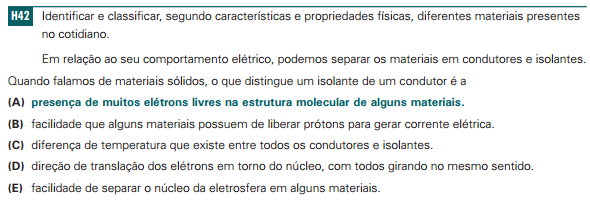 H42 Identificar e classificar, segundo características e propriedades físicas, diferentes materiais presentes
no cotidiano.
Em relação ao seu comportamento elétrico, podemos separar os materiais em condutores e isolantes.
Quando falamos de materiais sólidos, o que distingue um isolante de um condutor é a
(A) presença de muitos elétrons livres na estrutura molecular de alguns materiais.
(B) facilidade que alguns materiais possuem de liberar prótons para gerar corrente elétrica.
(C) diferença de temperatura que existe entre todos os condutores e isolantes.
(D) direção de translação dos elétrons em torno do núcleo, com todos girando no mesmo sentido.
(E) facilidade de separar o núcleo da eletrosfera em alguns materiais.